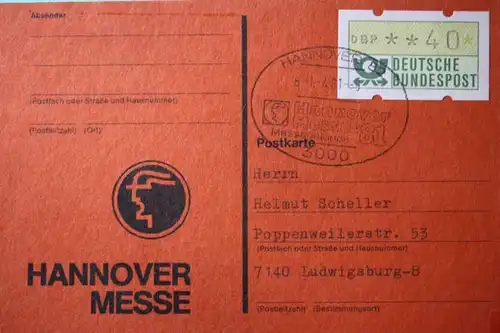 Absender
(Postfach oder Straße und Hausnummer)
(Postleitzahl) (Ort)
HANNOVER
MESSE
DBP **40*
DEUTSCHE
BUNDESPOST
HANNOVER
Hannover
Messe '81
3000
Postkarte
Herrn
Helmut Scheller
Poppenweilerstr. 53
(Postfach oder Straße und Hausnummer)
7140 Ludwigsburg-8
(Postleitzahl) (Bestimmungsort)